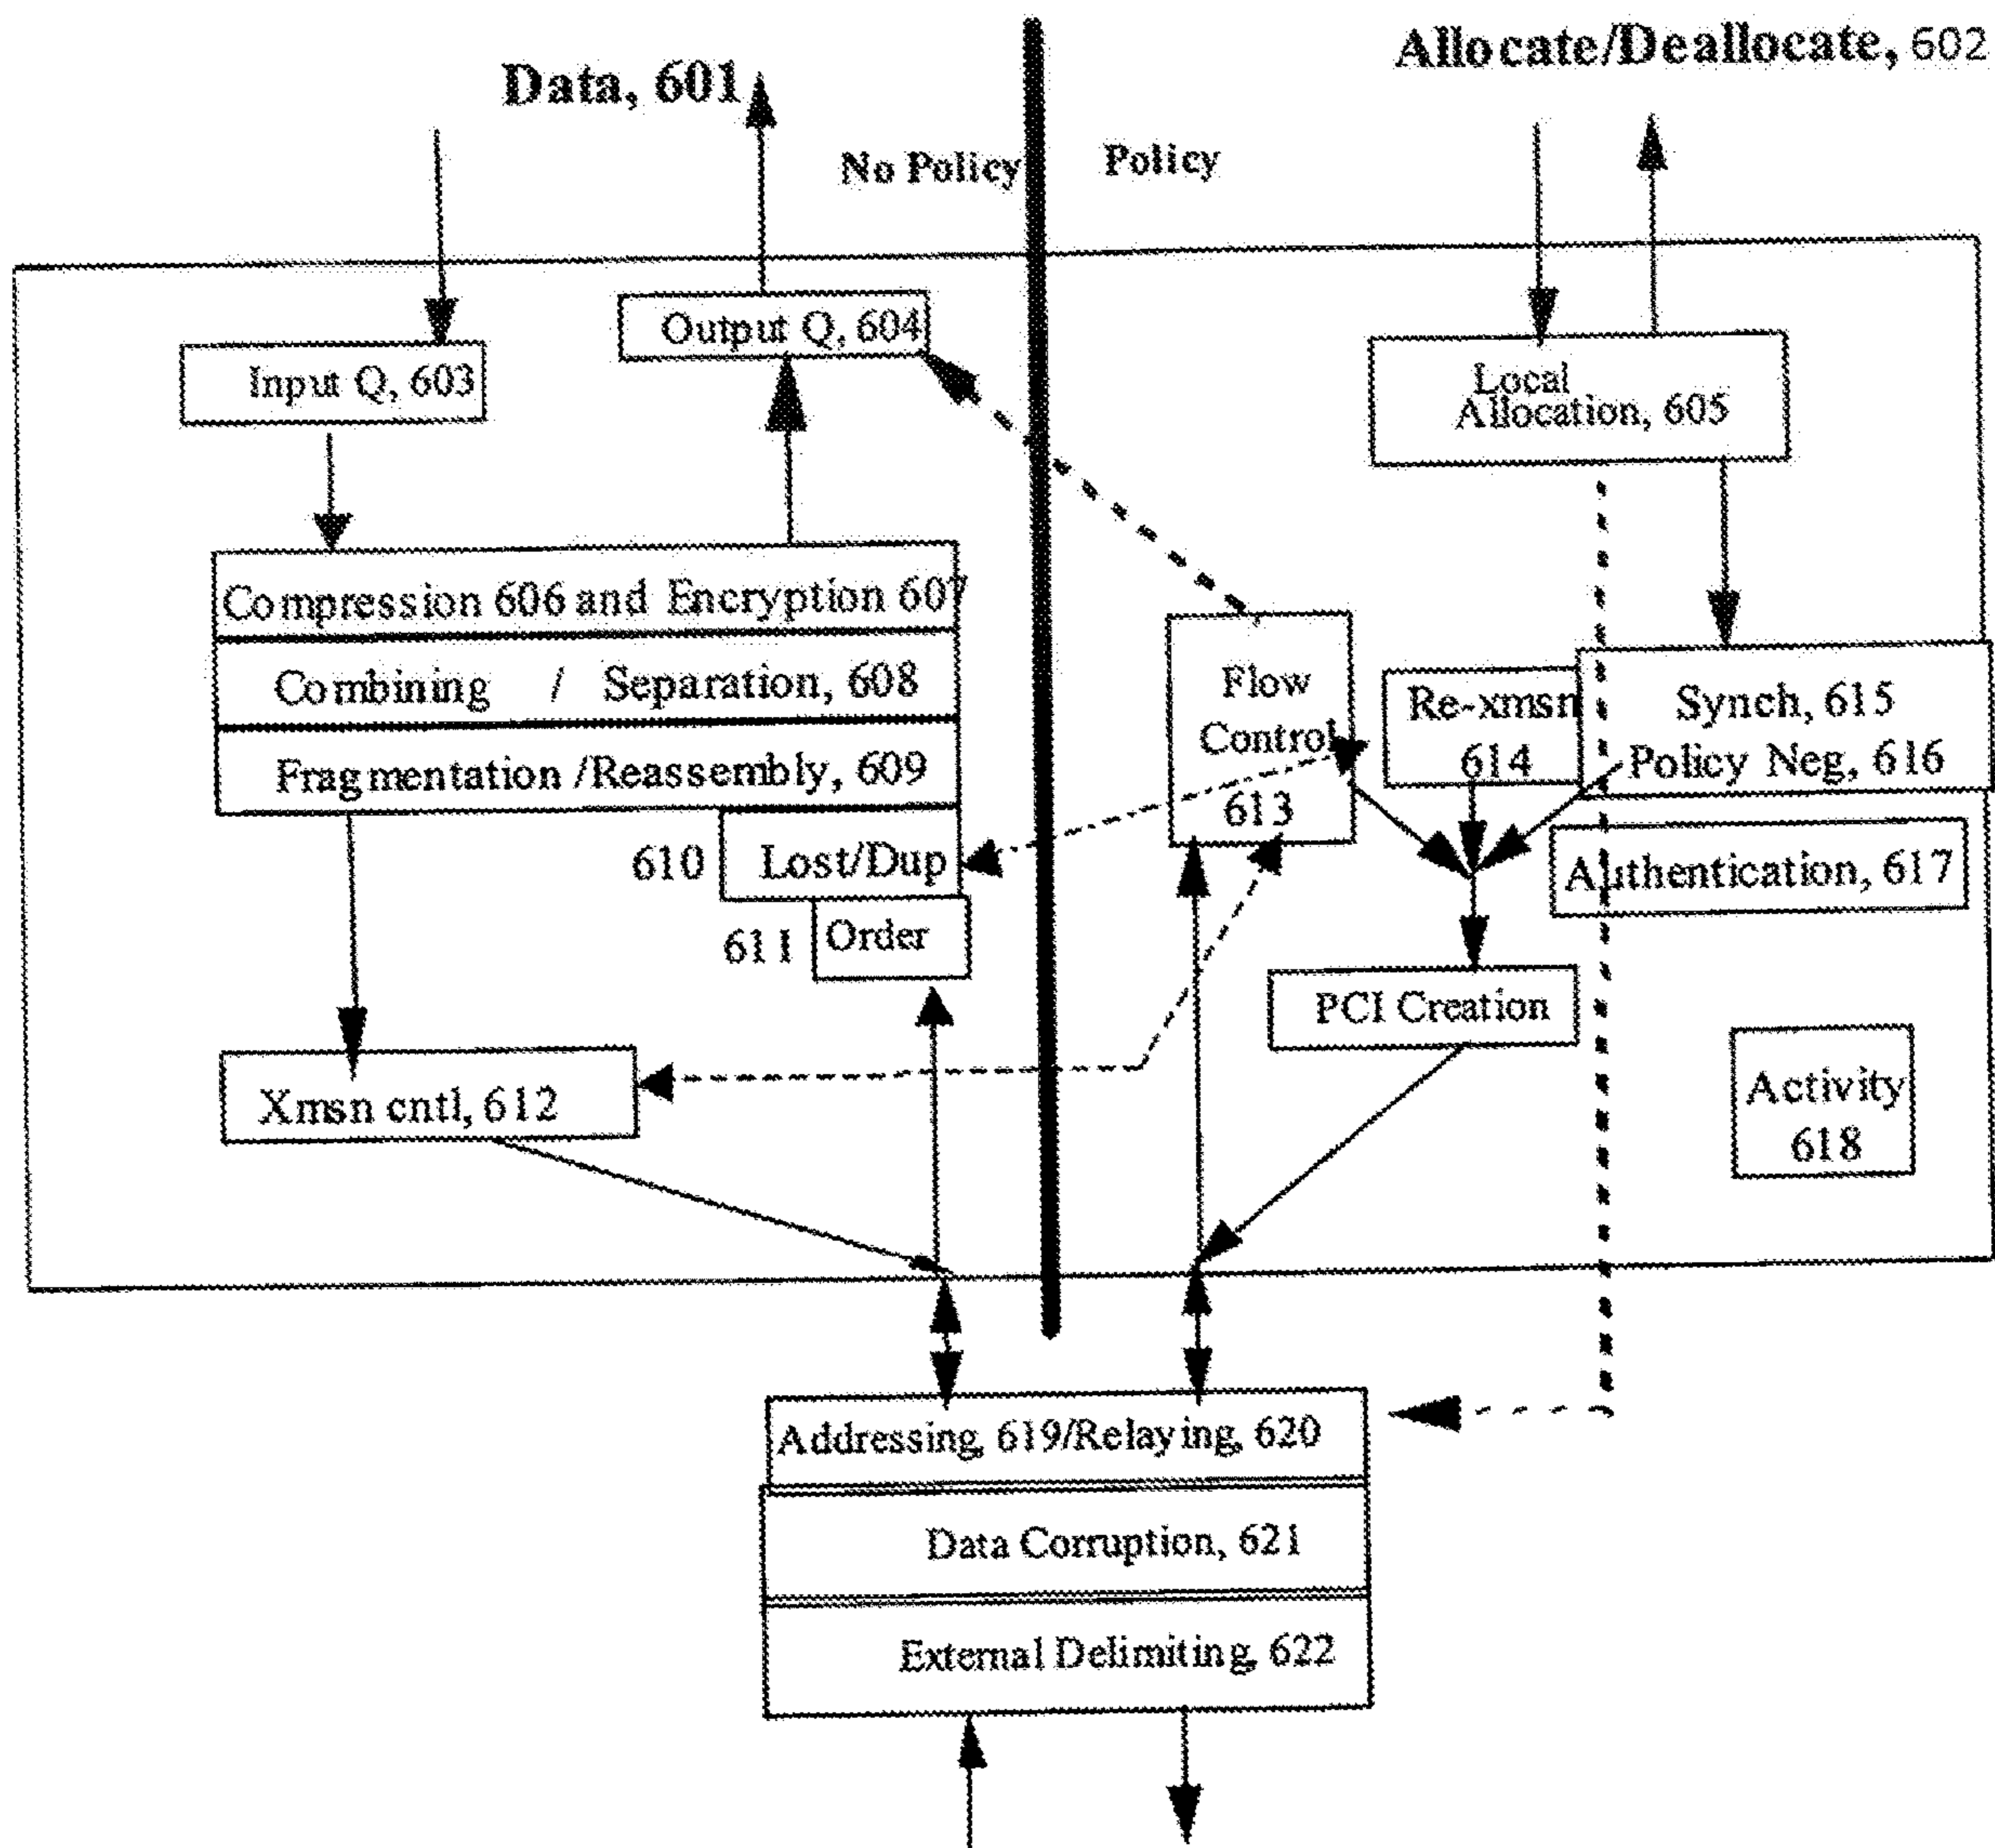 Data, 601
Allocate/Deallocate, 602
No Policy
Policy
Input Q, 603
Output Q, 604
Local
Allocation, 605
Compression 606 and Encryption 607
Combining / Separation, 608
Fragmentation /Reassembly, 609
610 Lost/Dup
611 Order
Xmsn cntl, 612
Flow
Control
613
Re-xmsn
614
Synch, 615
Policy Neg, 616
Authentication, 617
PCI Creation
Activity
618
Addressing, 619/Relaying, 620
Data Corruption, 621
External Delimiting, 622